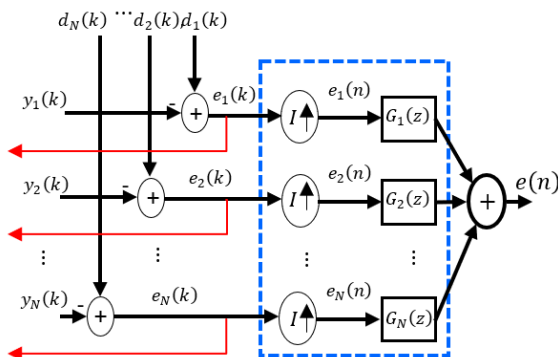 d_N(k) ⋯ d_2(k), d_1(k)
y_1(k) - + e_1(k) I e_1(n) G_1(z)
y_2(k) - + e_2(k) I e_2(n) G_2(z) + e(n)
⋮ ⋮ ⋮ ⋮
y_N(k) - + e_N(k) I e_N(n) G_N(z)